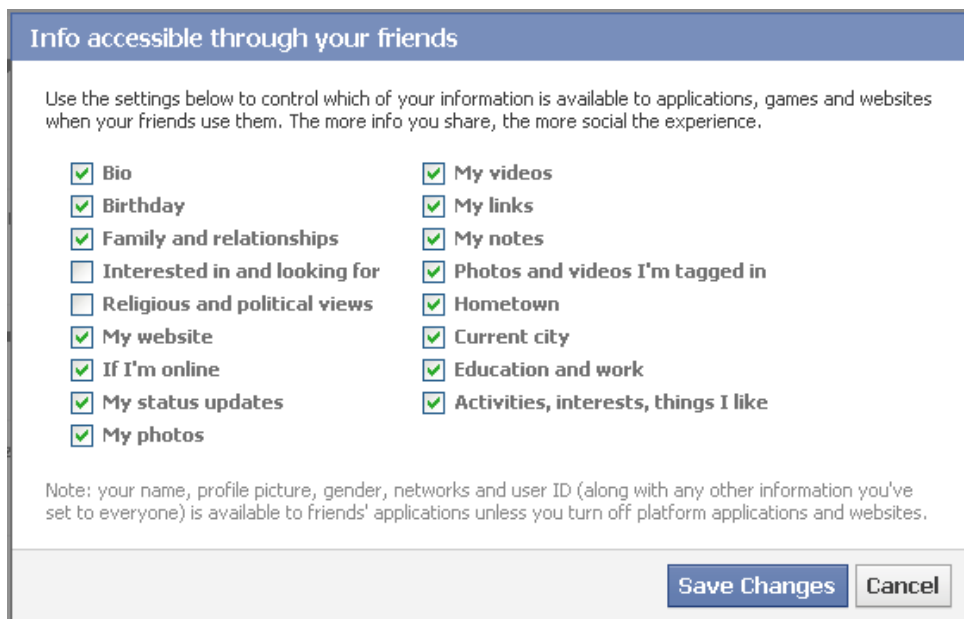 Info accessible through your friends
Use the settings below to control which of your information is available to applications, games and websites
when your friends use them. The more info you share, the more social the experience.
Bio
Birthday
Family and relationships
Interested in and looking for
Religious and political views
My website
If I'm online
My status updates
My photos
My videos
My links
My notes
Photos and videos I'm tagged in
Hometown
Current city
Education and work
Activities, interests, things I like
Note: your name, profile picture, gender, networks and user ID (along with any other information you've
set to everyone) is available to friends' applications unless you turn off platform applications and websites.
Save Changes
Cancel